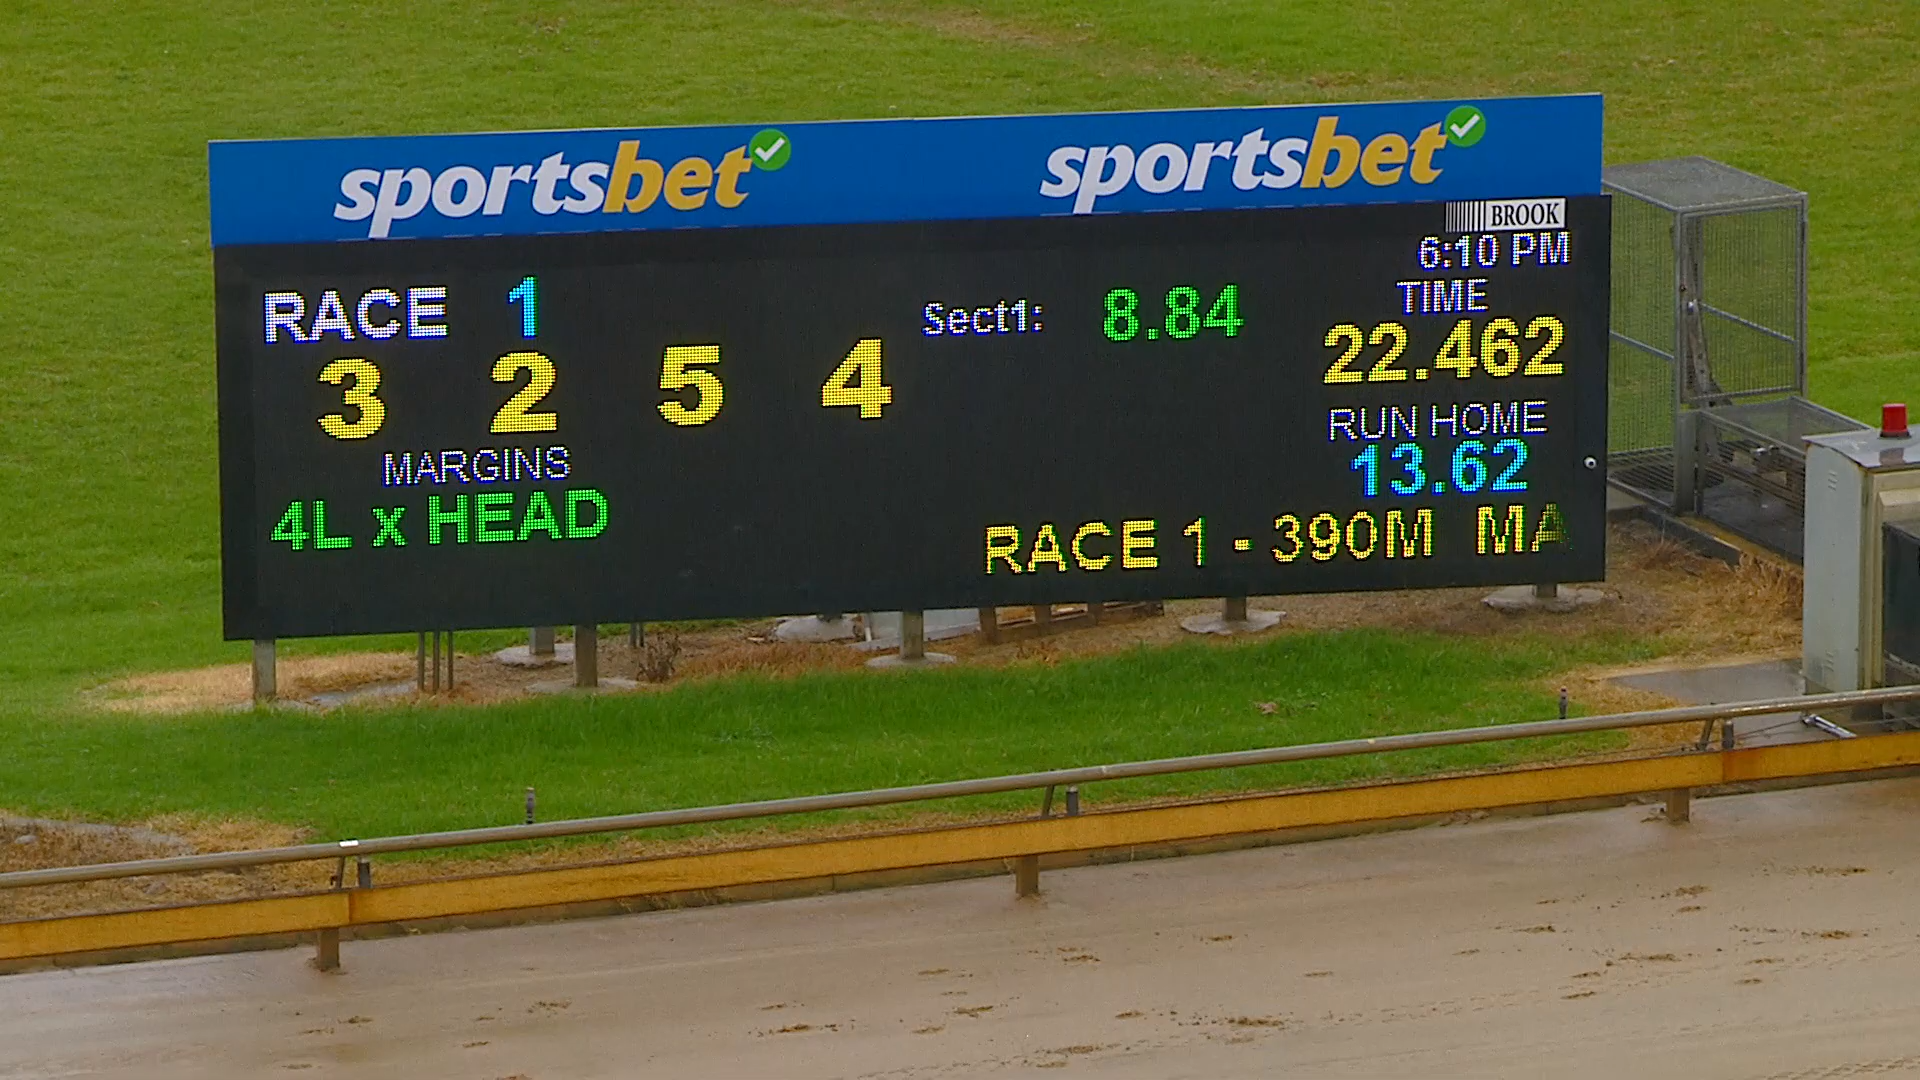 sportsbet sportsbet
BROOK
6:10 PM
RACE 1
3 2 5 4
MARGINS
4L x HEAD
Sect1: 8.84
TIME
22.462
RUN HOME
13.62
RACE 1 - 390M MA